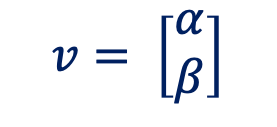 v = [α
β]